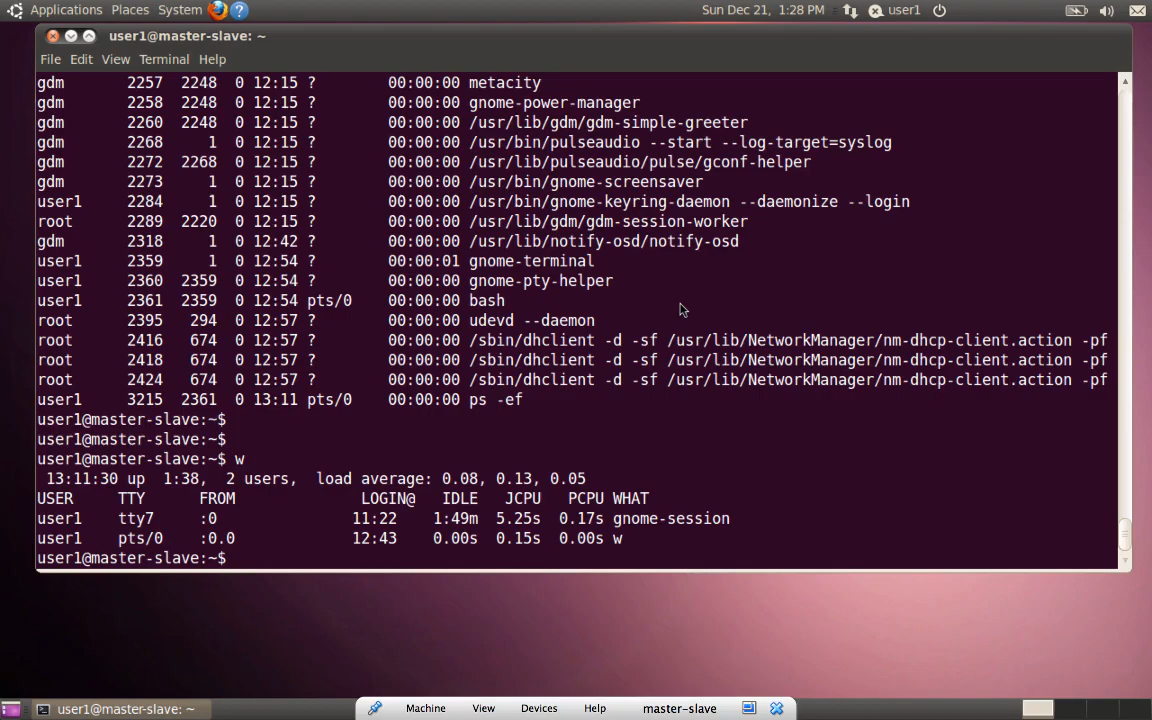 Applications Places System Sun Dec 21, 1:28 PM user1
user1@master-slave: ~
File Edit View Terminal Help
gdm 2257 2248 0 12:15 ? 00:00:00 metacity
gdm 2258 2248 0 12:15 ? 00:00:00 gnome-power-manager
gdm 2260 2248 0 12:15 ? 00:00:00 /usr/lib/gdm/gdm-simple-greeter
gdm 2268 1 0 12:15 ? 00:00:00 /usr/bin/pulseaudio --start --log-target=syslog
gdm 2272 2268 0 12:15 ? 00:00:00 /usr/lib/pulseaudio/pulse/gconf-helper
gdm 2273 1 0 12:15 ? 00:00:00 /usr/bin/gnome-screensaver
user1 2284 1 0 12:15 ? 00:00:00 /usr/bin/gnome-keyring-daemon --daemonize --login
root 2289 2220 0 12:15 ? 00:00:00 /usr/lib/gdm/gdm-session-worker
gdm 2318 1 0 12:42 ? 00:00:00 /usr/lib/notify-osd/notify-osd
user1 2359 1 0 12:54 ? 00:00:01 gnome-terminal
user1 2360 2359 0 12:54 ? 00:00:00 gnome-pty-helper
user1 2361 2359 0 12:54 pts/0 00:00:00 bash
root 2395 294 0 12:57 ? 00:00:00 udevd --daemon
root 2416 674 0 12:57 ? 00:00:00 /sbin/dhclient -d -sf /usr/lib/NetworkManager/nm-dhcp-client.action -pf
root 2418 674 0 12:57 ? 00:00:00 /sbin/dhclient -d -sf /usr/lib/NetworkManager/nm-dhcp-client.action -pf
root 2424 674 0 12:57 ? 00:00:00 /sbin/dhclient -d -sf /usr/lib/NetworkManager/nm-dhcp-client.action -pf
user1 3215 2361 0 13:11 pts/0 00:00:00 ps -ef
user1@master-slave:~$
user1@master-slave:~$
user1@master-slave:~$ w
13:11:30 up 1:38, 2 users, load average: 0.08, 0.13, 0.05
USER TTY FROM LOGIN@ IDLE JCPU PCPU WHAT
user1 tty7 :0 11:22 1:49m 5.25s 0.17s gnome-session
user1 pts/0 :0.0 12:43 0.00s 0.15s 0.00s w
user1@master-slave:~$
user1@master-slave: ~ Machine View Devices Help master-slave